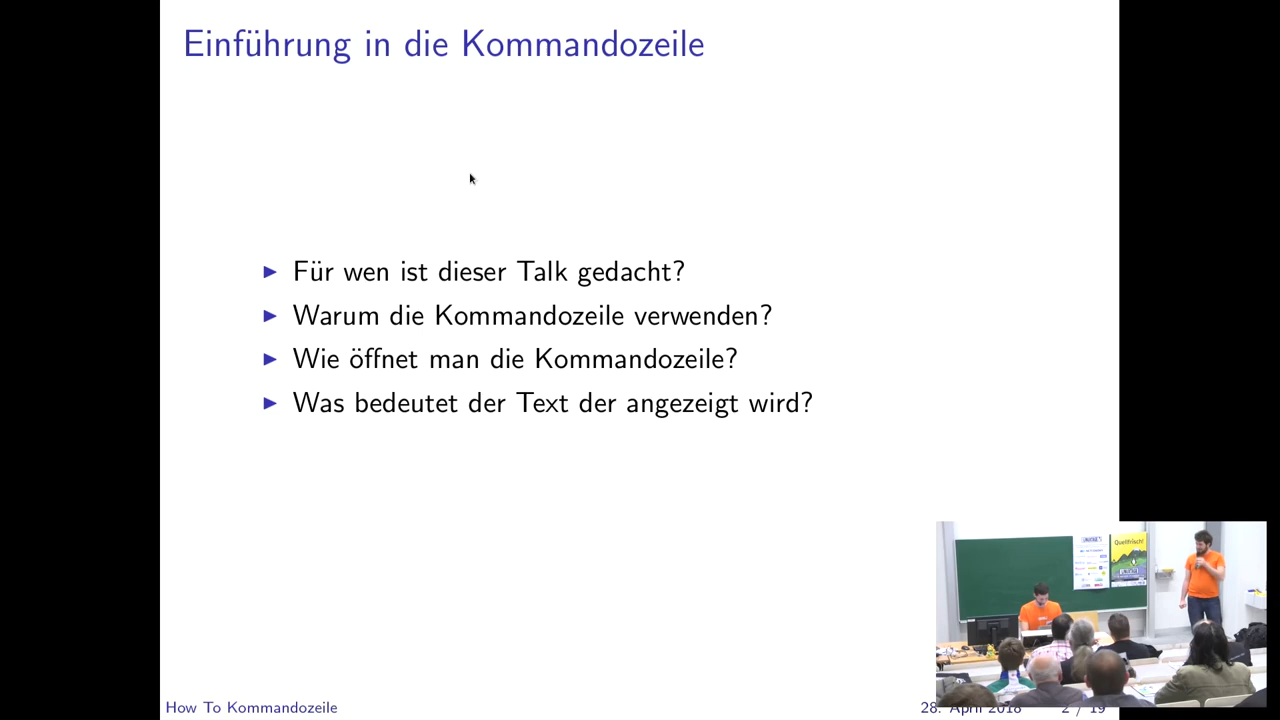 Einführung in die Kommandozeile
Für wen ist dieser Talk gedacht?
Warum die Kommandozeile verwenden?
Wie öffnet man die Kommandozeile?
Was bedeutet der Text der angezeigt wird?
Quellfrisch!
How To Kommandozeile
28. April 2018 2 / 19